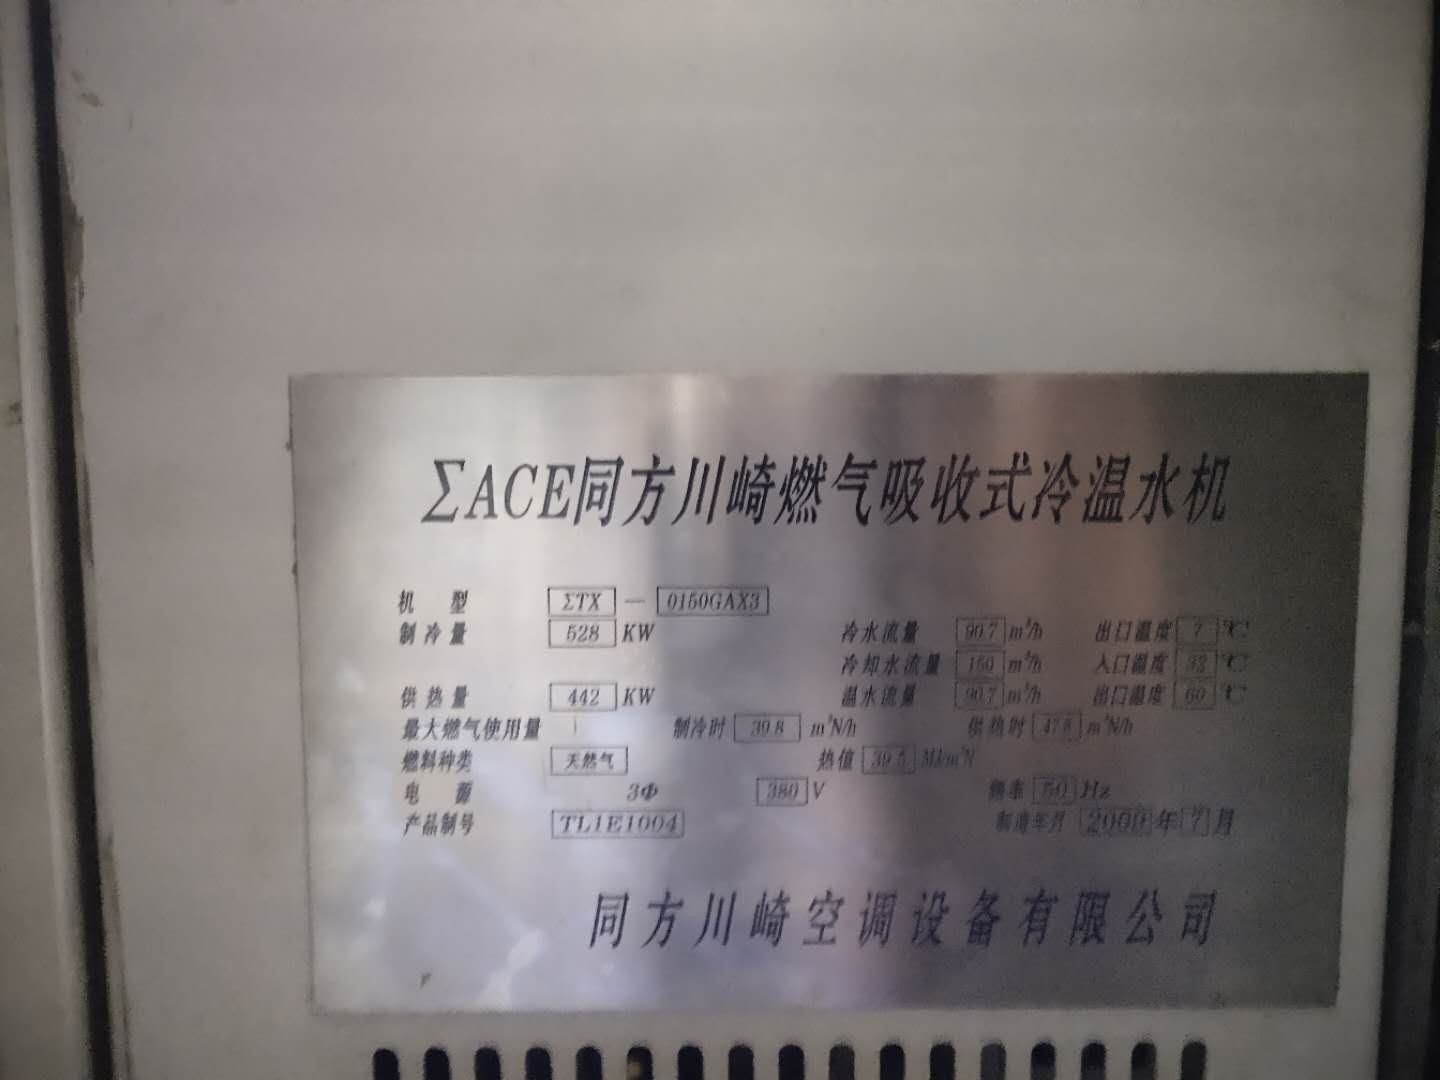 ΣACE同方川崎燃气吸收式冷温水机
机 型 ΣTX — 0150GAX3
制冷量 528 KW 冷水流量 90.7 m³/h 出口温度 7 ℃
冷却水流量 150 m³/h 入口温度 32 ℃
供热量 442 KW 温水流量 90.7 m³/h 出口温度 60 ℃
最大燃气使用量 制冷时 39.8 m³N/h 供热时 47.8 m³N/h
燃料种类 天然气 热值 39.5 MJ/m³N
电 源 3Φ 380 V 频率 50 Hz
产品制号 TL1E1004 制造年月 年 7 月
同方川崎空调设备有限公司